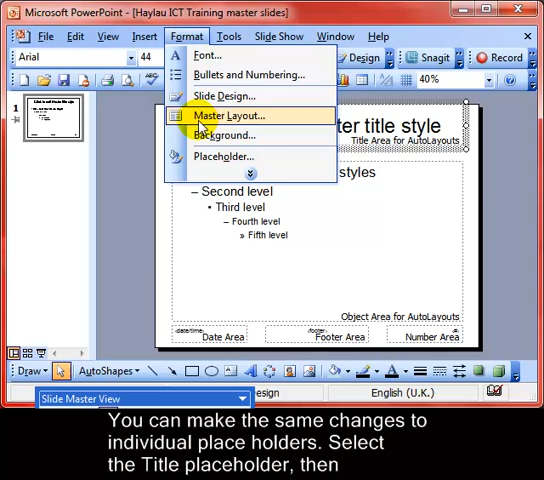 Microsoft PowerPoint - [Haylau ICT Training master slides]
File Edit View Insert Format Tools Slide Show Window Help
Arial 44 Design Snagit Record
40%
Font...
Bullets and Numbering...
Slide Design...
Master Layout...
Background...
Placeholder...
1
ter title style
Title Area for AutoLayouts
styles
– Second level
• Third level
– Fourth level
» Fifth level
Object Area for AutoLayouts
Date Area
Footer Area
Number Area
Draw AutoShapes
Slide Master View
esign English (U.K.)
You can make the same changes to
individual place holders. Select
the Title placeholder, then